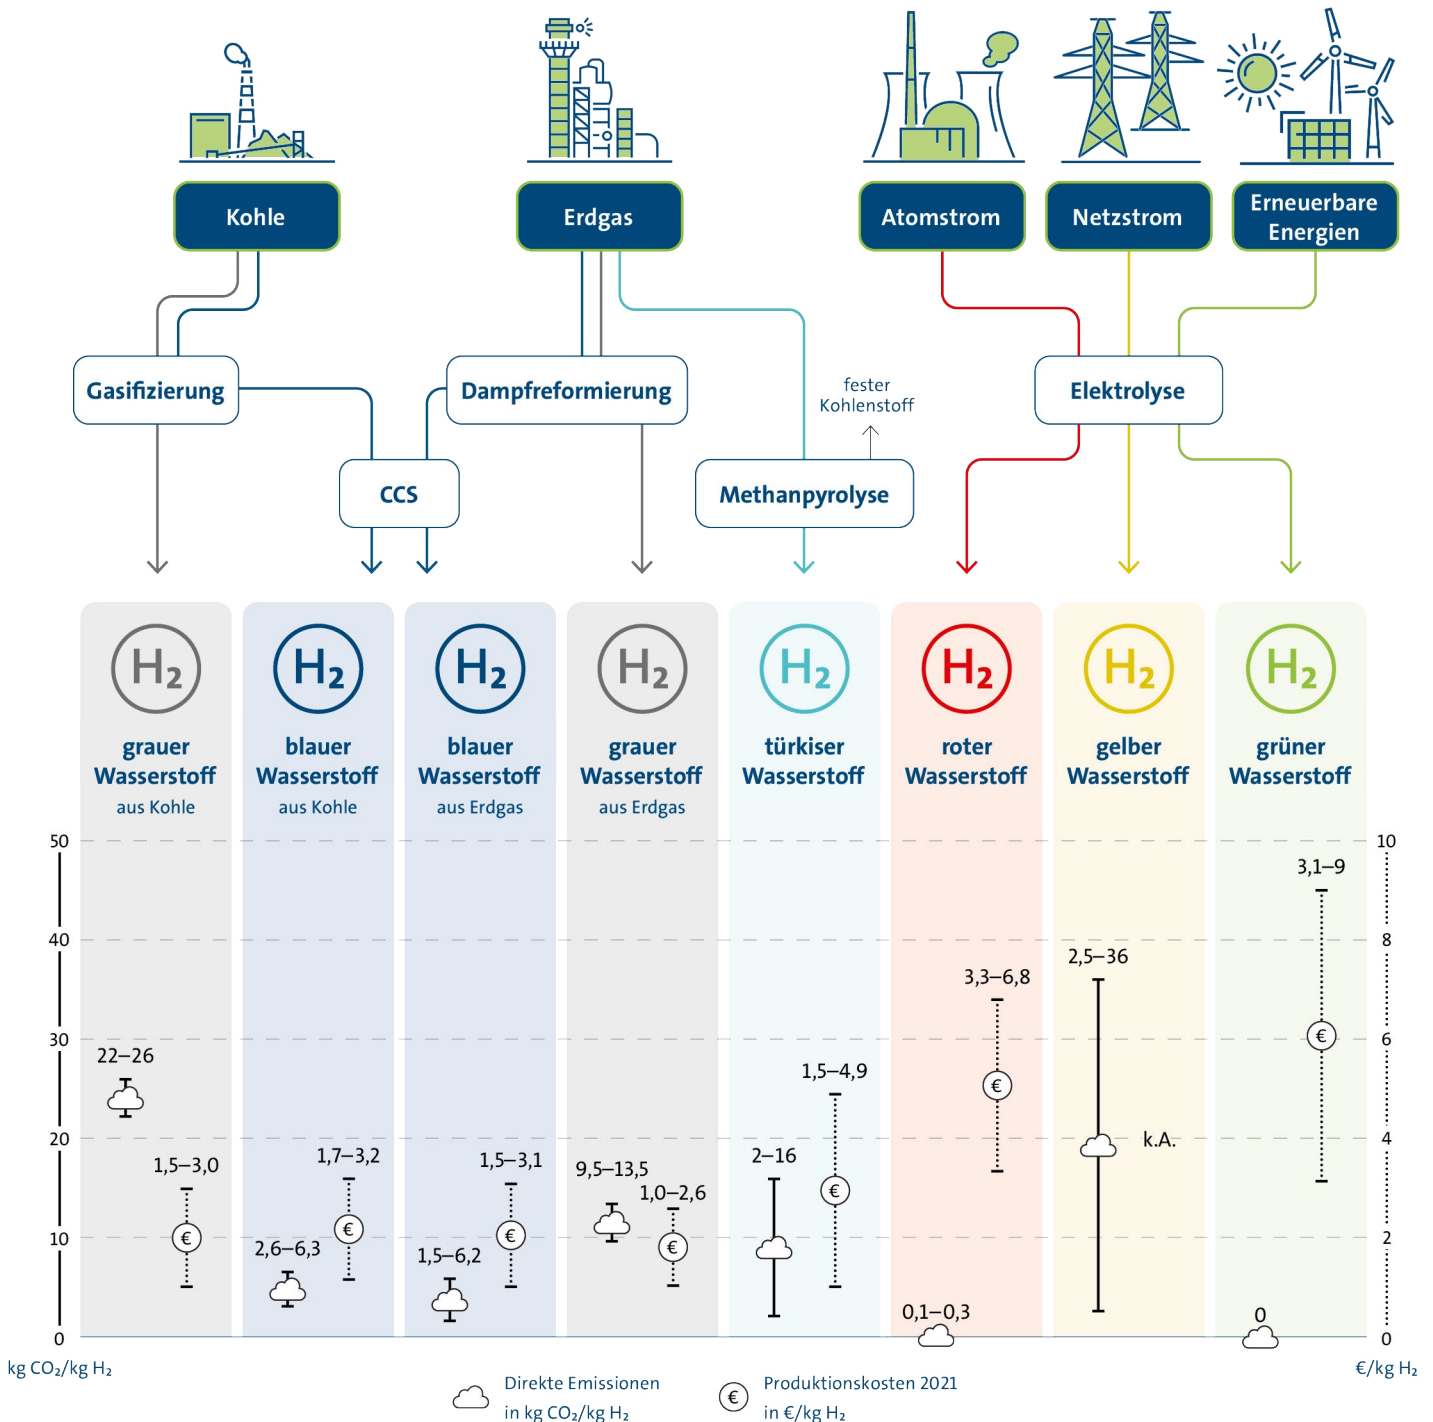 Kohle
Erdgas
Atomstrom
Netzstrom
Erneuerbare
Energien
Gasifizierung
Dampfreformierung
fester
Kohlenstoff
Elektrolyse
CCS
Methanpyrolyse
H₂
H₂
H₂
H₂
H₂
H₂
H₂
H₂
grauer
Wasserstoff
aus Kohle
blauer
Wasserstoff
aus Kohle
blauer
Wasserstoff
aus Erdgas
grauer
Wasserstoff
aus Erdgas
türkiser
Wasserstoff
roter
Wasserstoff
gelber
Wasserstoff
grüner
Wasserstoff
50
40
30
20
10
0
kg CO₂/kg H₂
22–26
1,5–3,0
2,6–6,3
1,7–3,2
1,5–6,2
1,5–3,1
9,5–13,5
1,0–2,6
2–16
1,5–4,9
0,1–0,3
3,3–6,8
2,5–36
k.A.
0
3,1–9
€
€
€
€
€
€
€
10
8
6
4
2
0
€/kg H₂
Direkte Emissionen
in kg CO₂/kg H₂
€
Produktionskosten 2021
in €/kg H₂